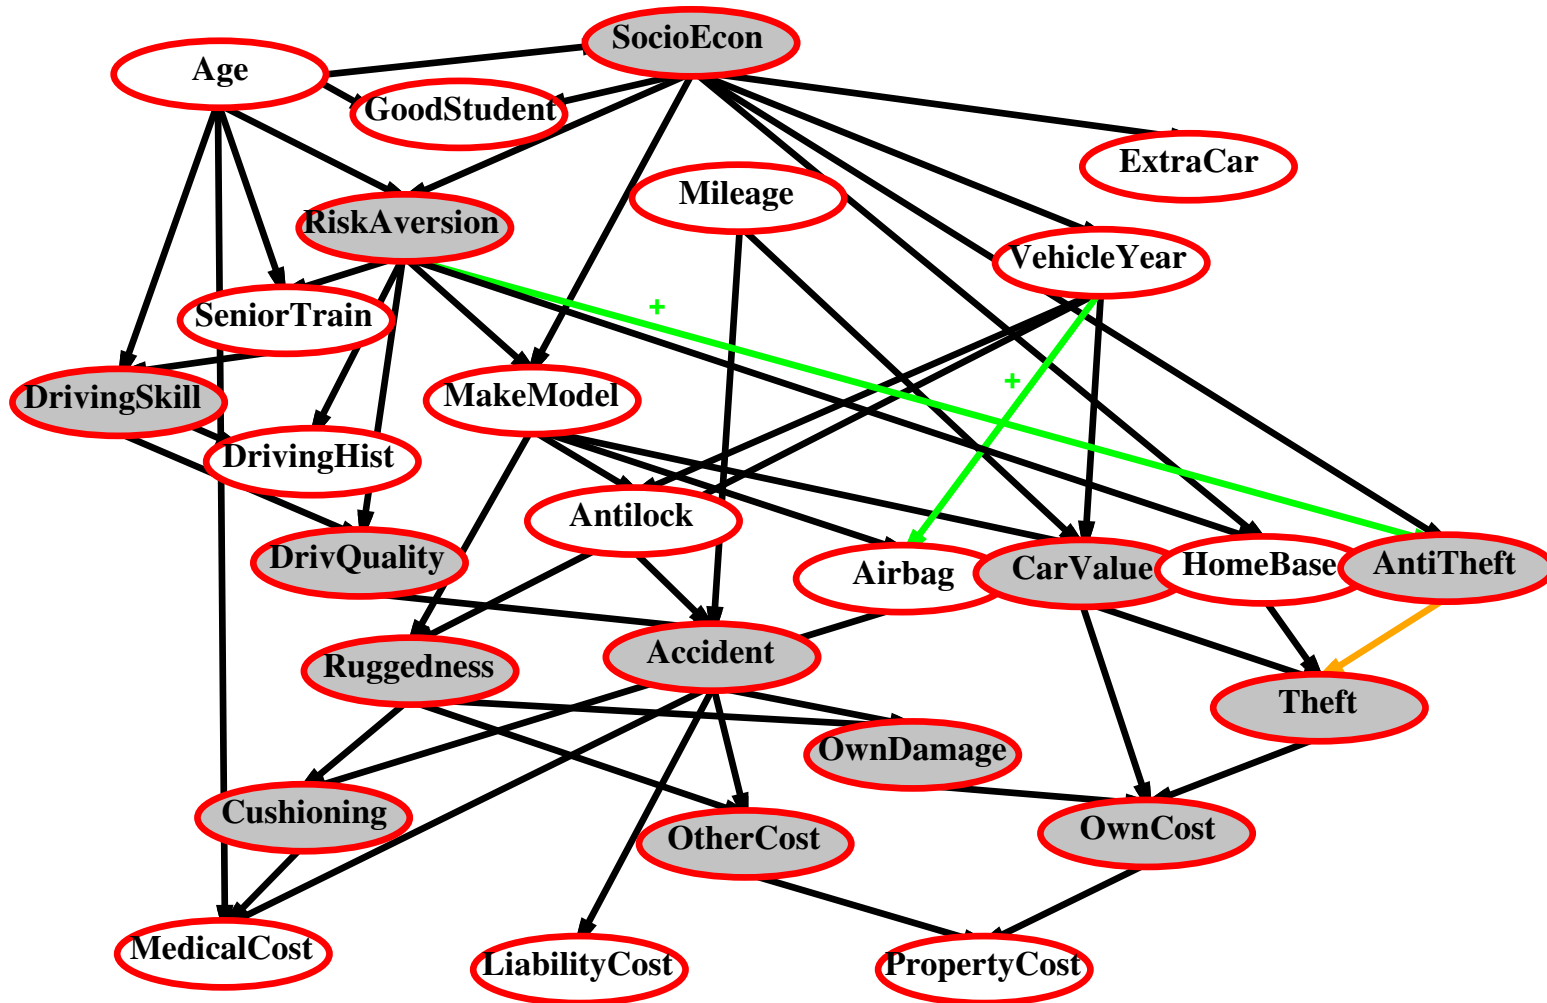 SocioEcon
Age
GoodStudent
ExtraCar
Mileage
RiskAversion
VehicleYear
+
SeniorTrain
+
DrivingSkill
MakeModel
DrivingHist
Antilock
DrivQuality
Airbag
CarValue
HomeBase
AntiTheft
Ruggedness
Accident
Theft
OwnDamage
Cushioning
OtherCost
OwnCost
MedicalCost
LiabilityCost
PropertyCost